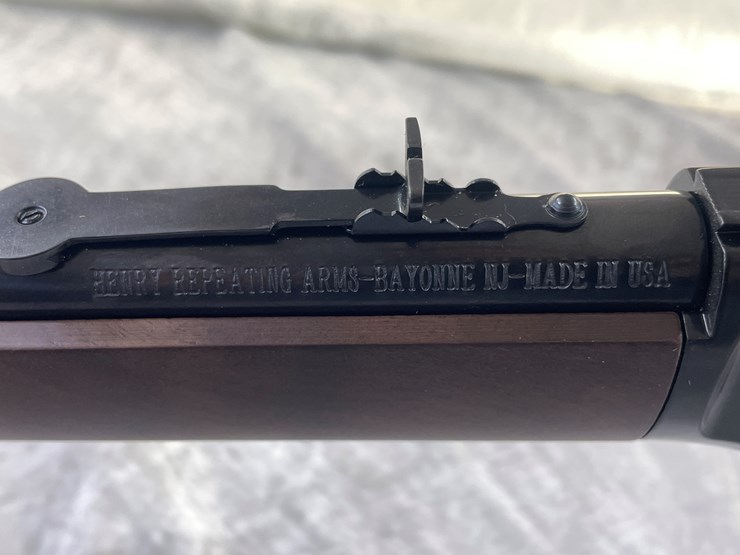 HENRY REPEATING ARMS-BAYONNE NJ-MADE IN USA